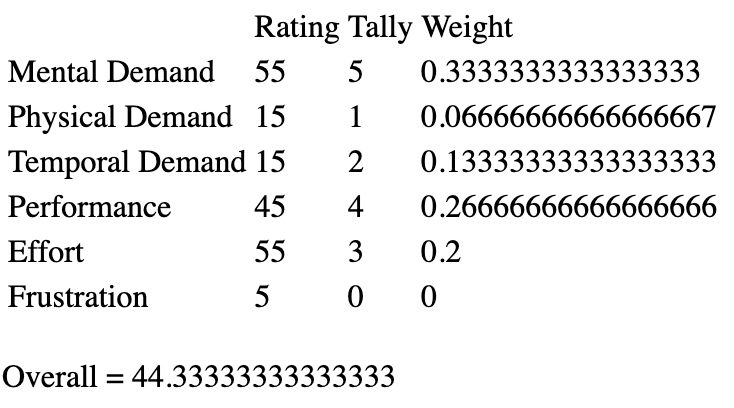 Rating Tally Weight
Mental Demand 55 5 0.3333333333333333
Physical Demand 15 1 0.06666666666666667
Temporal Demand 15 2 0.13333333333333333
Performance 45 4 0.26666666666666666
Effort 55 3 0.2
Frustration 5 0 0
Overall = 44.33333333333333